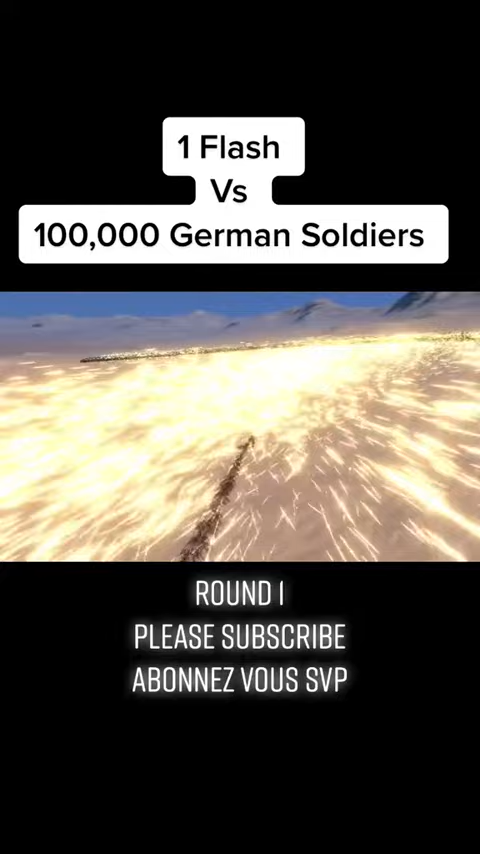 1 Flash
Vs
100,000 German Soldiers
ROUND 1
PLEASE SUBSCRIBE
ABONNEZ VOUS SVP